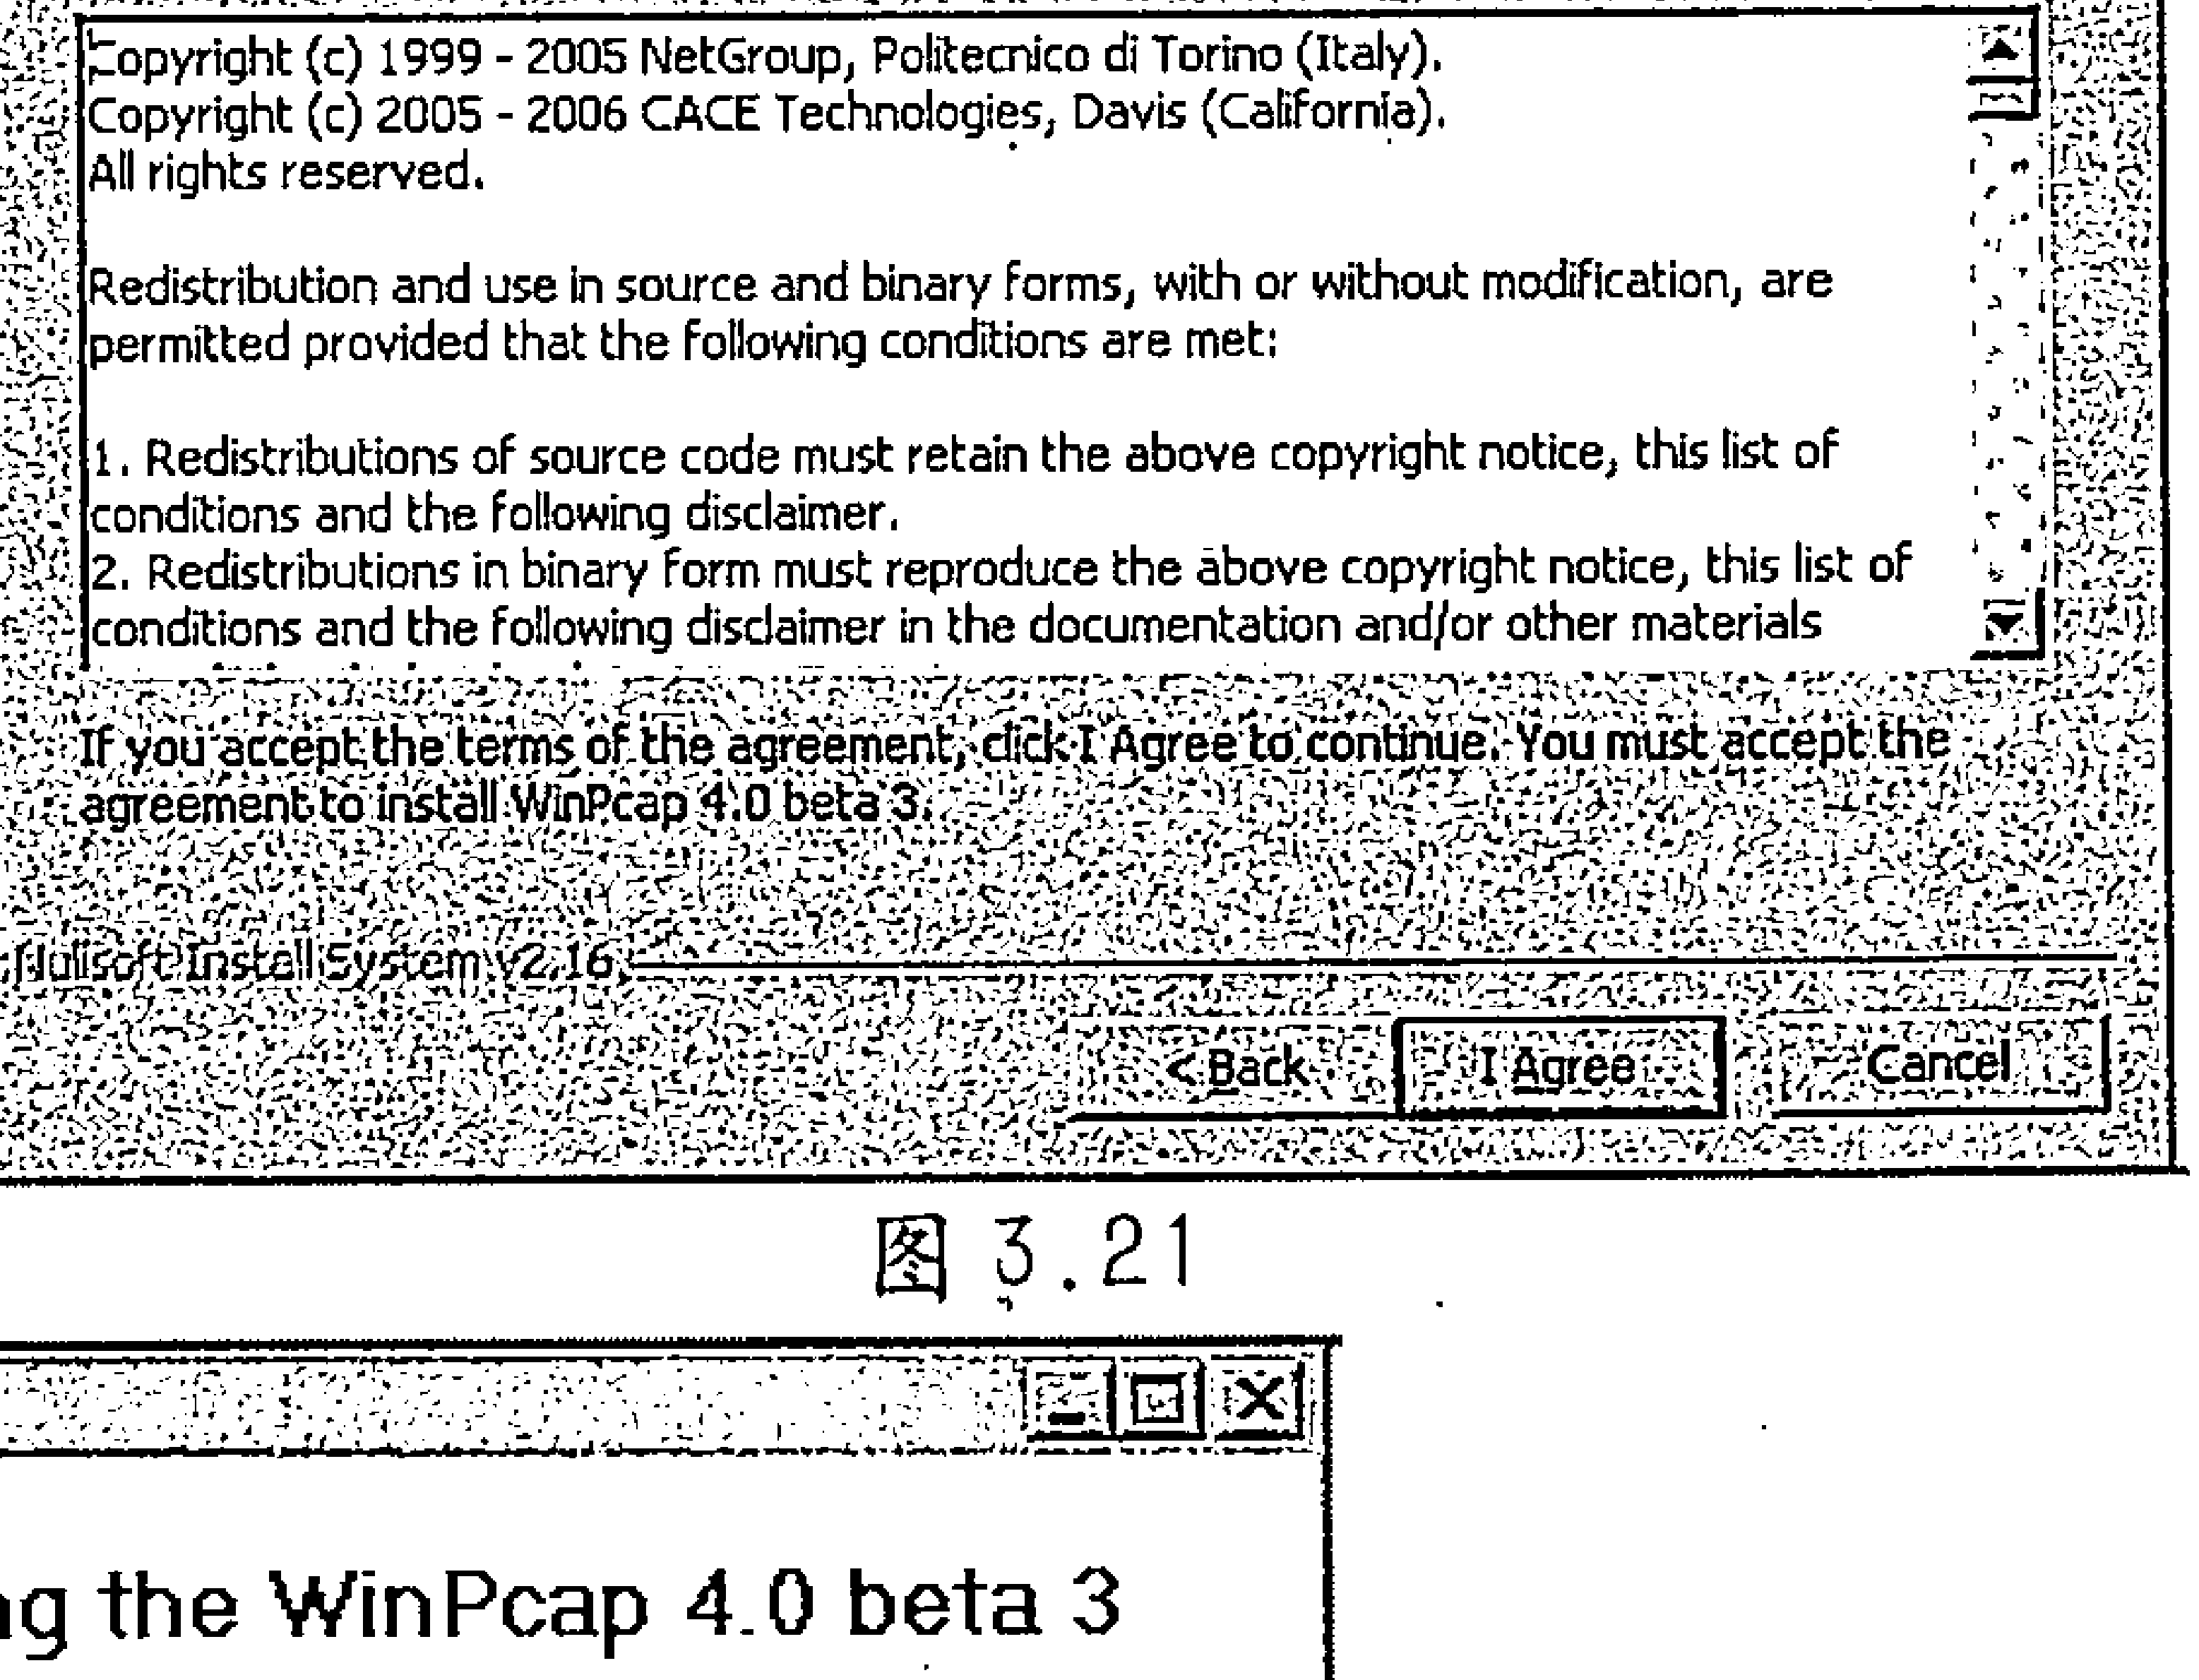 Copyright (c) 1999 - 2005 NetGroup, Politecnico di Torino (Italy).
Copyright (c) 2005 - 2006 CACE Technologies, Davis (California).
All rights reserved.
Redistribution and use in source and binary forms, with or without modification, are
permitted provided that the following conditions are met:
1. Redistributions of source code must retain the above copyright notice, this list of
conditions and the following disclaimer.
2. Redistributions in binary form must reproduce the above copyright notice, this list of
conditions and the following disclaimer in the documentation and/or other materials
If you accept the terms of the agreement, click I Agree to continue. You must accept the
agreement to install WinPcap 4.0 beta 3.
Nullsoft Install System v2.16
< Back I Agree Cancel
图 3.21
the WinPcap 4.0 beta 3